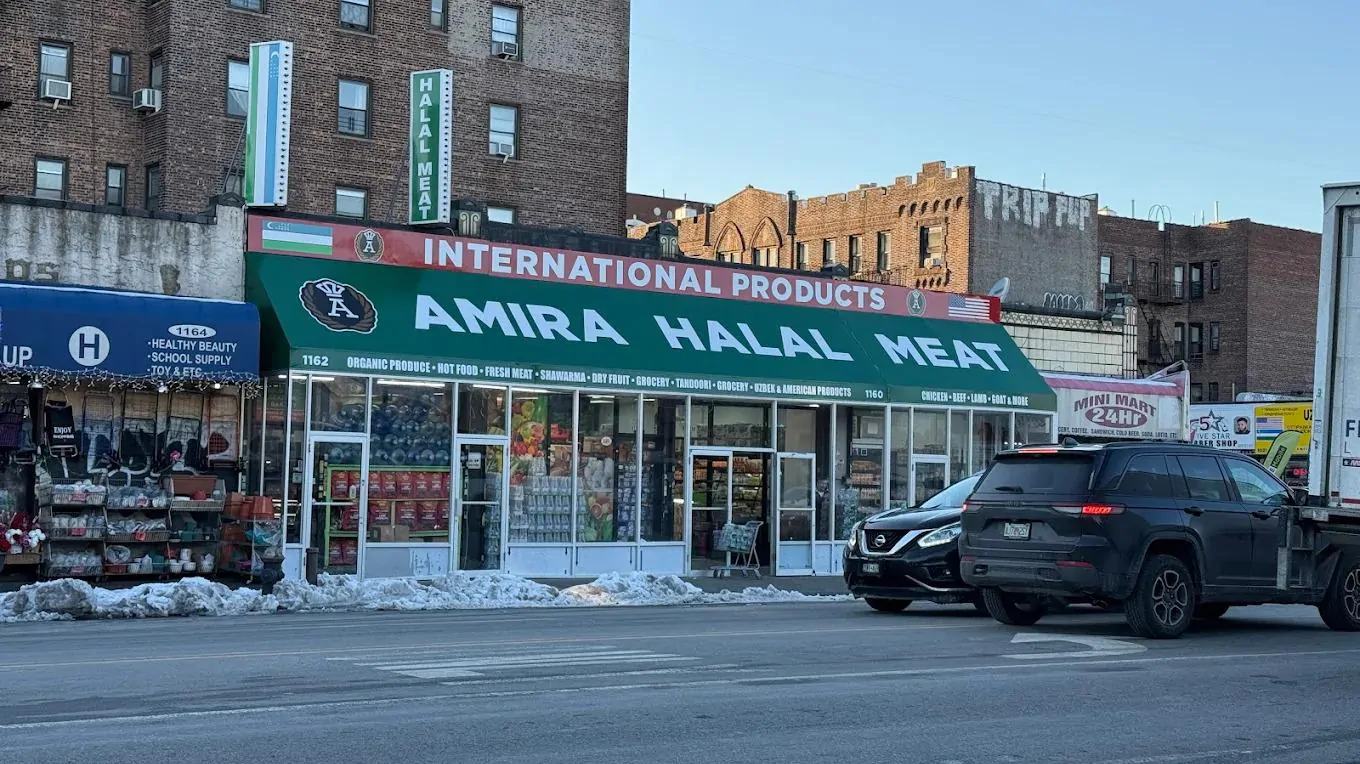 HALAL MEAT
INTERNATIONAL PRODUCTS
A
AMIRA HALAL MEAT
1162 ORGANIC PRODUCE • HOT FOOD • FRESH MEAT • SHAWARMA • DRY FRUIT • GROCERY • TANDOORI • GROCERY • UZBEK & AMERICAN PRODUCTS 1160 CHICKEN • BEEF • LAMB • GOAT & MORE
UP
H
1164
•HEALTHY BEAUTY
•SCHOOL SUPPLY
•TOY & ETC
ENJOY
TRIP
MINI MART
24Hr
STAR
SHOP